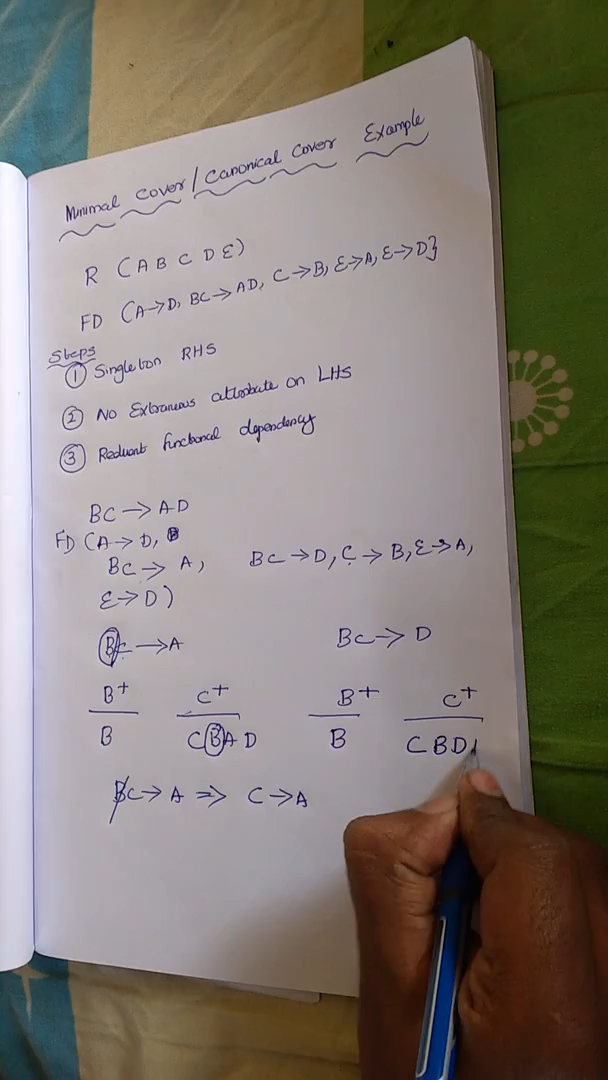 Minimal cover / Canonical cover Example
R (A B C D E)
FD (A→D, BC→AD, C→B, E→A, E→D}
Steps
① Singleton RHS
② No Extraneous attribute on LHS
③ Redunt functional dependency
BC → AD
FD (A→D,
BC → A, BC → D, C → B, E→A,
E→D)
BC → A BC → D
B+ C+ B+ C+
B CBAD B CBD
BC → A ⇒ C → A